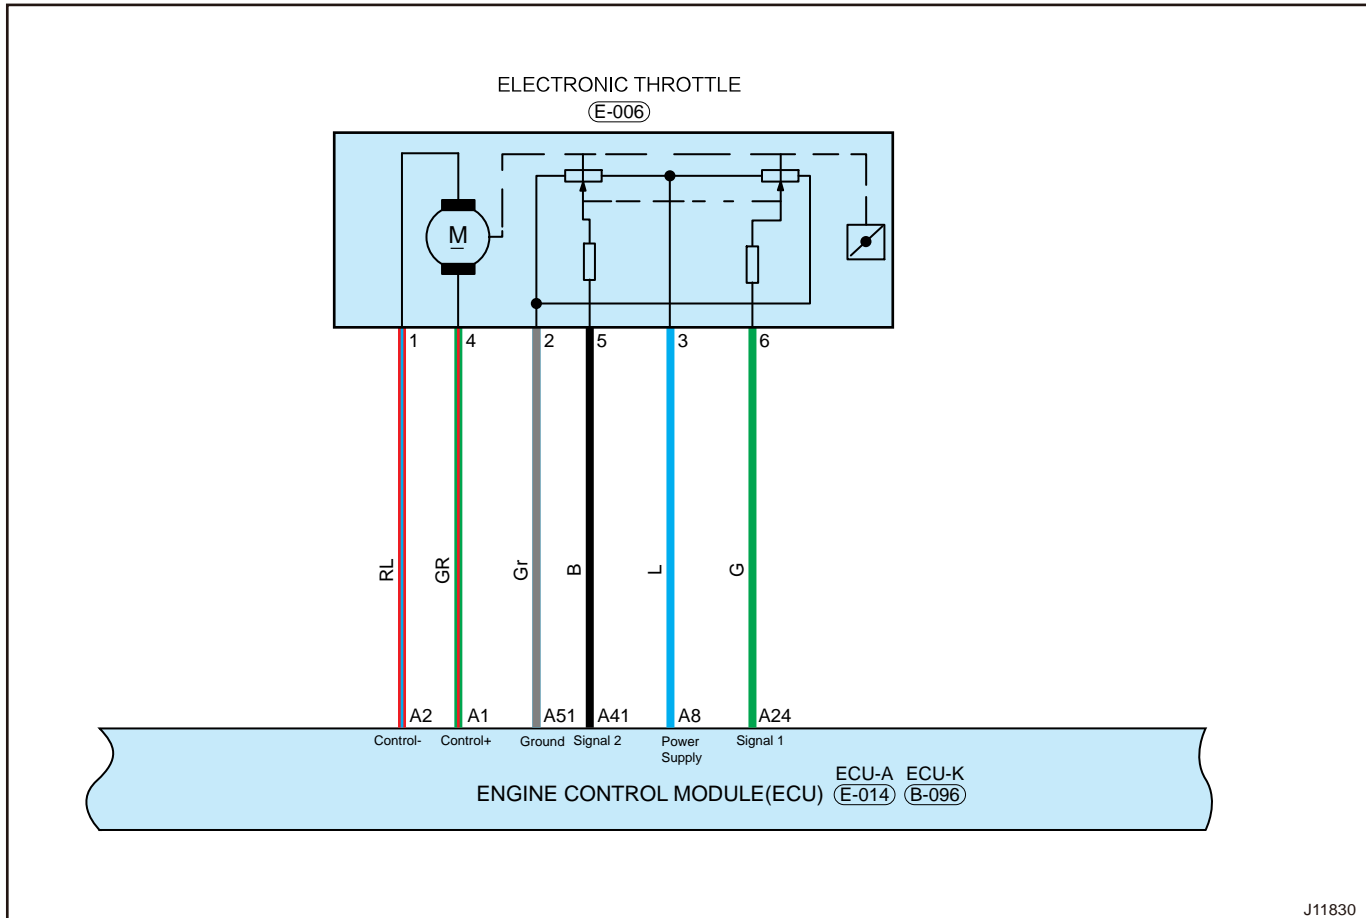 ELECTRONIC THROTTLE
E-006
M
1 4 2 5 3 6
RL GR Gr B L G
A2 A1 A51 A41 A8 A24
Control- Control+ Ground Signal 2 Power Signal 1
Supply
ECU-A ECU-K
ENGINE CONTROL MODULE(ECU) E-014 B-096
J11830